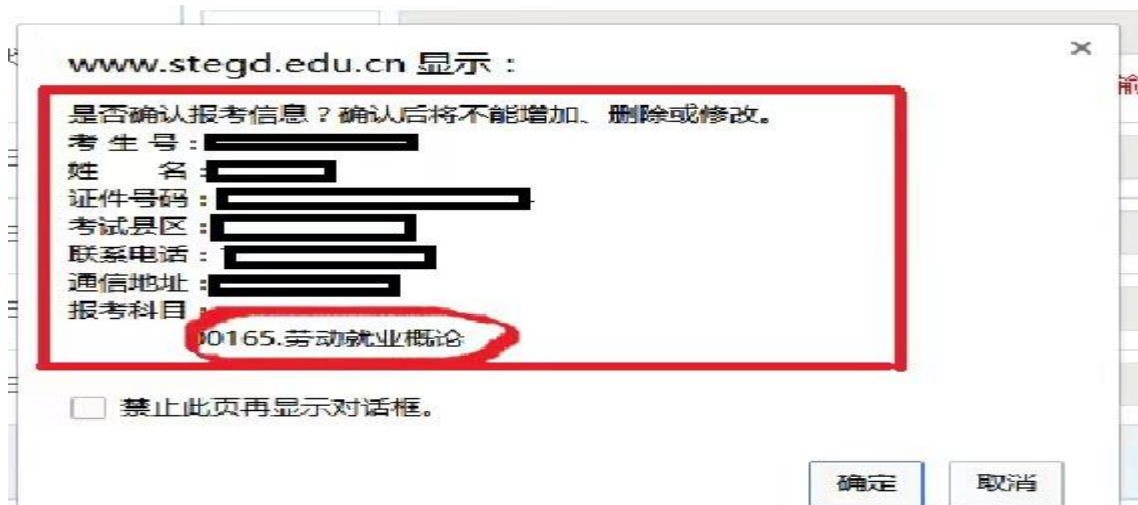 www.stegd.edu.cn 显示：
是否确认报考信息？确认后将不能增加、删除或修改。
考 生 号：
姓　　名：
证件号码：
考试县区：
联系电话：
通信地址：
报考科目：
00165.劳动就业概论
禁止此页再显示对话框。
确定
取消